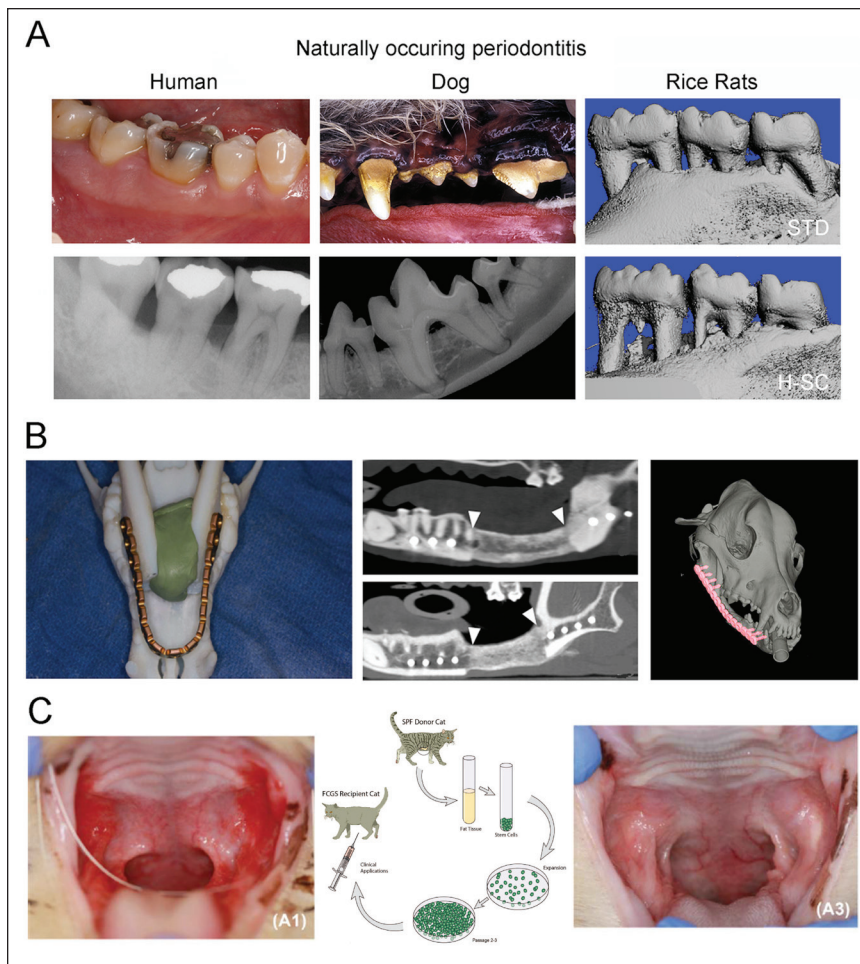 A
Naturally occuring periodontitis
Human
Dog
Rice Rats
STD
H-SC
B
C
(A1)
SPF Donor Cat
FCGS Recipient Cat
Fat Tissue
Stem Cells
Clinical
Applications
Expansion
Passage 2-3
(A3)